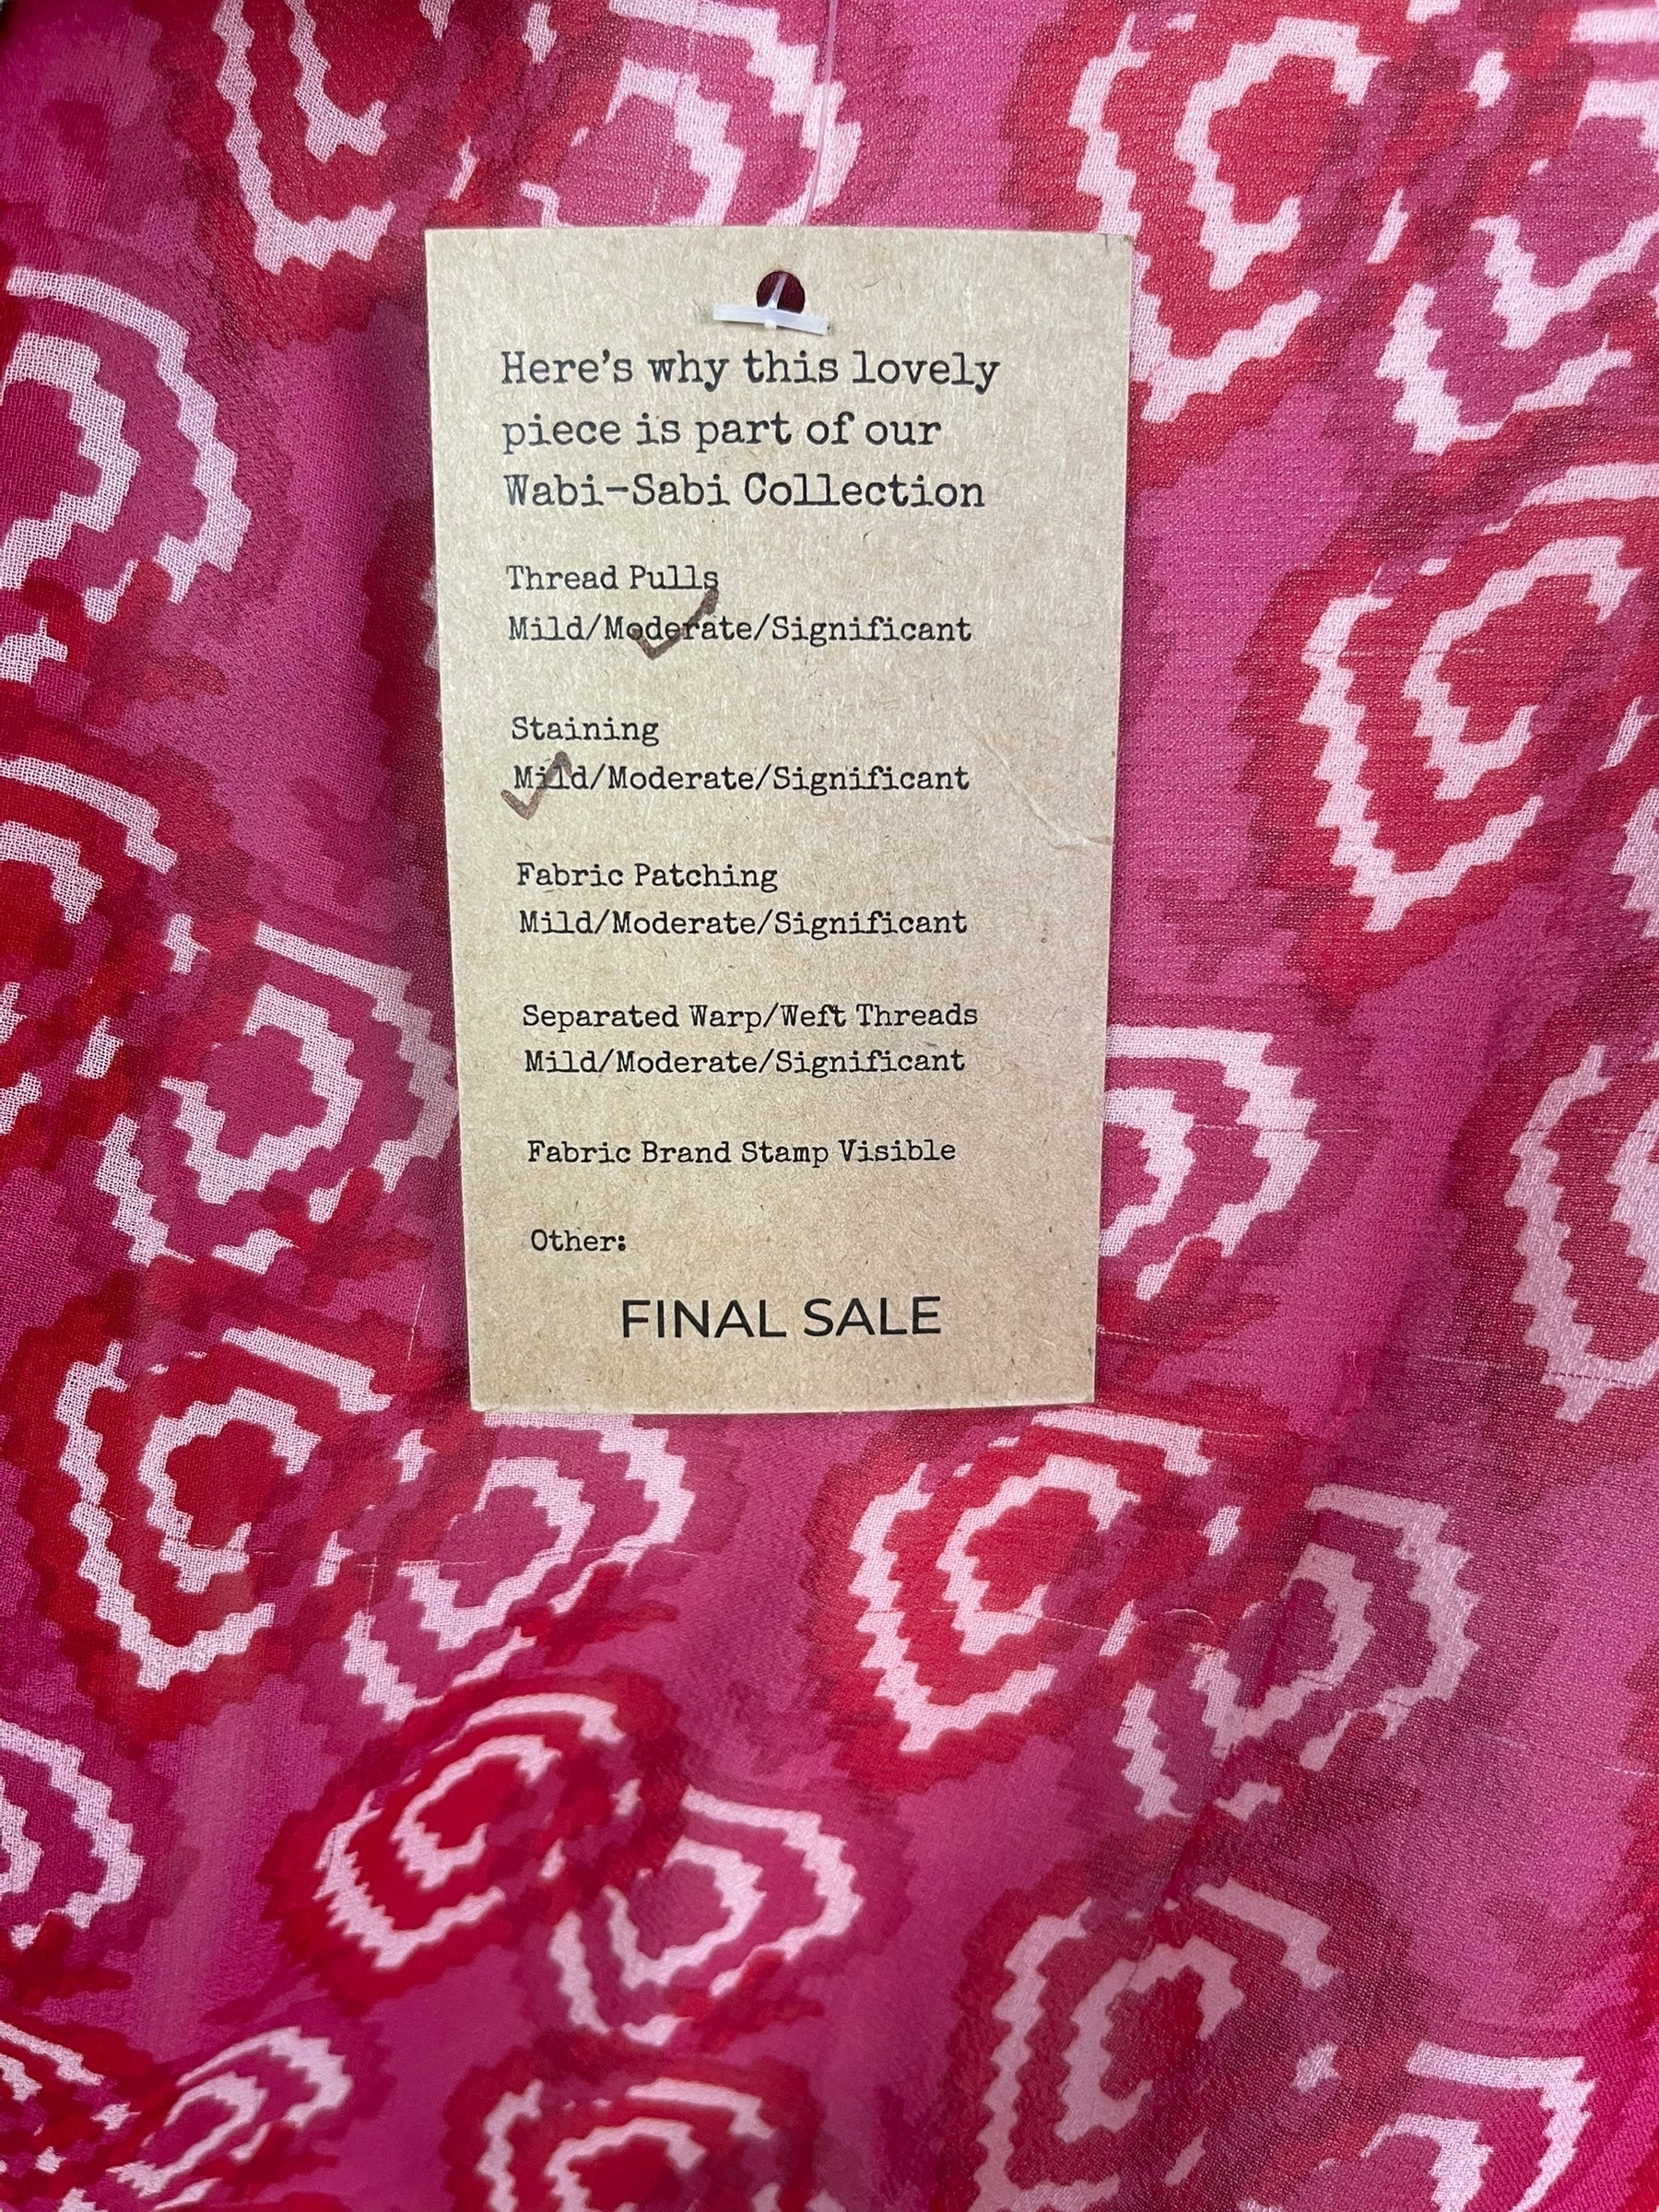 Here's why this lovely
piece is part of our
Wabi-Sabi Collection
Thread Pulls
Mild/Moderate/Significant
Staining
Mild/Moderate/Significant
Fabric Patching
Mild/Moderate/Significant
Separated Warp/Weft Threads
Mild/Moderate/Significant
Fabric Brand Stamp Visible
Other:
FINAL SALE